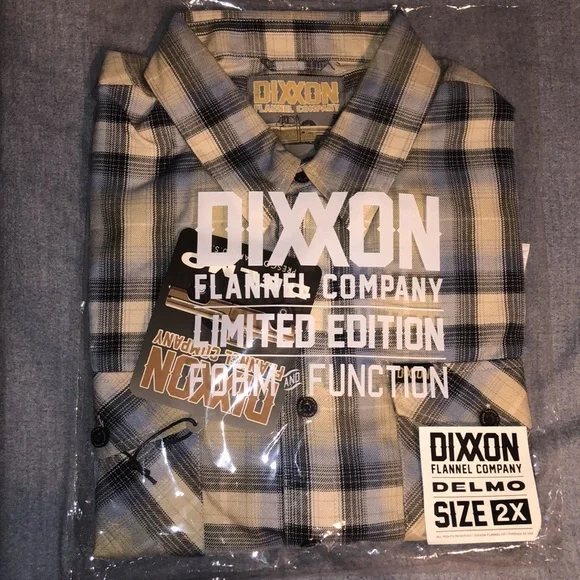 DIXXON
FLANNEL COMPANY
DIXXON
FLANNEL COMPANY
LIMITED EDITION
FORM AND FUNCTION
DELMO
DIXXON
FLANNEL COMPANY
DIXXON
FLANNEL COMPANY
DELMO
SIZE 2X